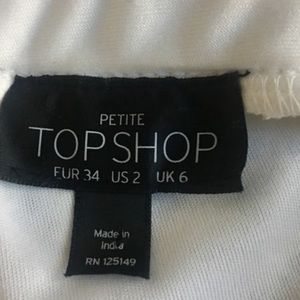 PETITE
TOPSHOP
EUR 34 US 2 UK 6
Made in
India
RN 125149